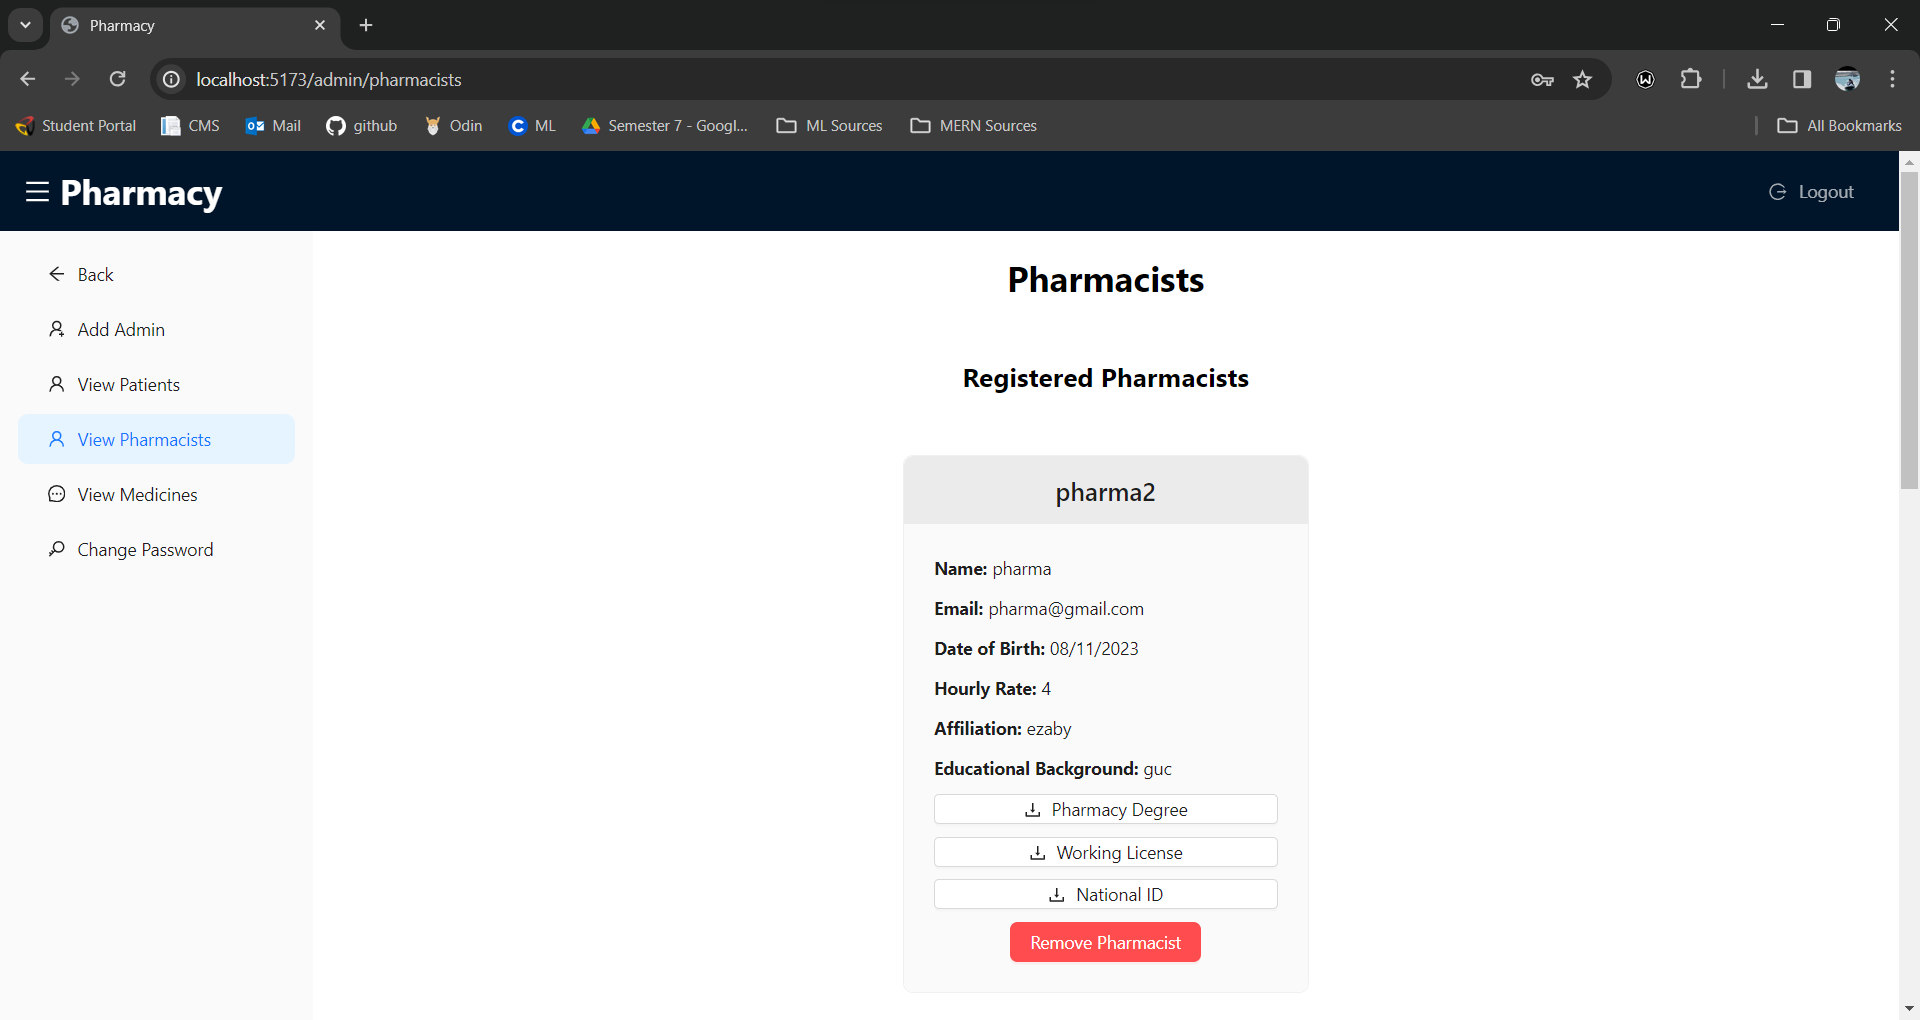 Pharmacy
localhost:5173/admin/pharmacists
Student Portal CMS Mail github Odin ML Semester 7 - Googl... ML Sources MERN Sources All Bookmarks
Pharmacy Logout
Back
Add Admin
View Patients
View Pharmacists
View Medicines
Change Password
Pharmacists
Registered Pharmacists
pharma2
Name: pharma
Email: pharma@gmail.com
Date of Birth: 08/11/2023
Hourly Rate: 4
Affiliation: ezaby
Educational Background: guc
Pharmacy Degree
Working License
National ID
Remove Pharmacist